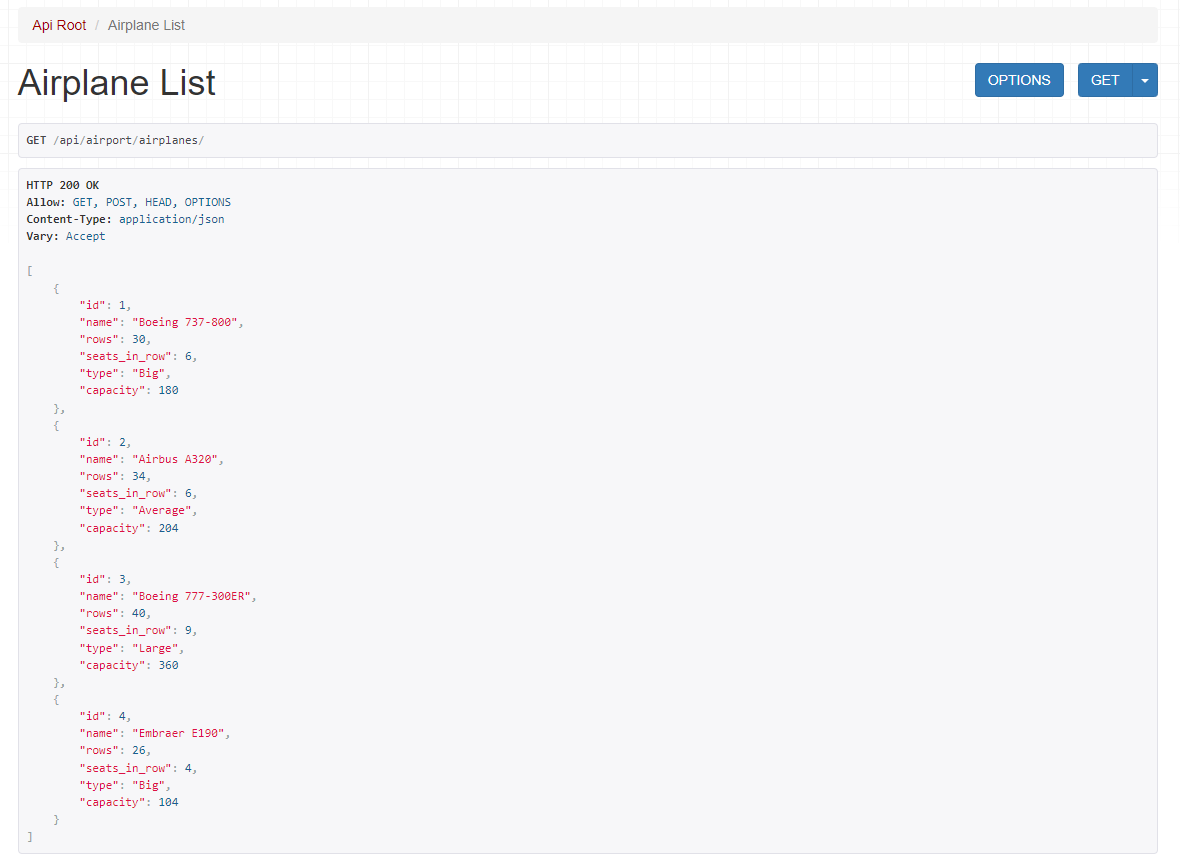 Api Root / Airplane List
Airplane List
OPTIONS
GET
GET /api/airport/airplanes/
HTTP 200 OK
Allow: GET, POST, HEAD, OPTIONS
Content-Type: application/json
Vary: Accept
[
    {
        "id": 1,
        "name": "Boeing 737-800",
        "rows": 30,
        "seats_in_row": 6,
        "type": "Big",
        "capacity": 180
    },
    {
        "id": 2,
        "name": "Airbus A320",
        "rows": 34,
        "seats_in_row": 6,
        "type": "Average",
        "capacity": 204
    },
    {
        "id": 3,
        "name": "Boeing 777-300ER",
        "rows": 40,
        "seats_in_row": 9,
        "type": "Large",
        "capacity": 360
    },
    {
        "id": 4,
        "name": "Embraer E190",
        "rows": 26,
        "seats_in_row": 4,
        "type": "Big",
        "capacity": 104
    }
]